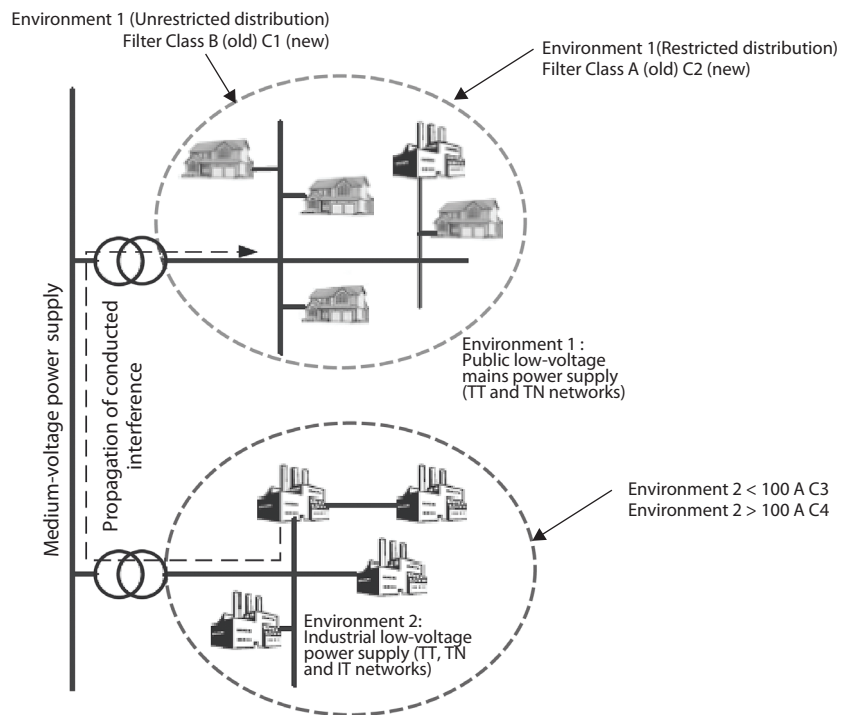 Environment 1 (Unrestricted distribution)
Filter Class B (old) C1 (new)
Environment 1(Restricted distribution)
Filter Class A (old) C2 (new)
Medium-voltage power supply
Propagation of conducted
interference
Environment 1 :
Public low-voltage
mains power supply
(TT and TN networks)
Environment 2 < 100 A C3
Environment 2 > 100 A C4
Environment 2:
Industrial low-voltage
power supply (TT, TN
and IT networks)